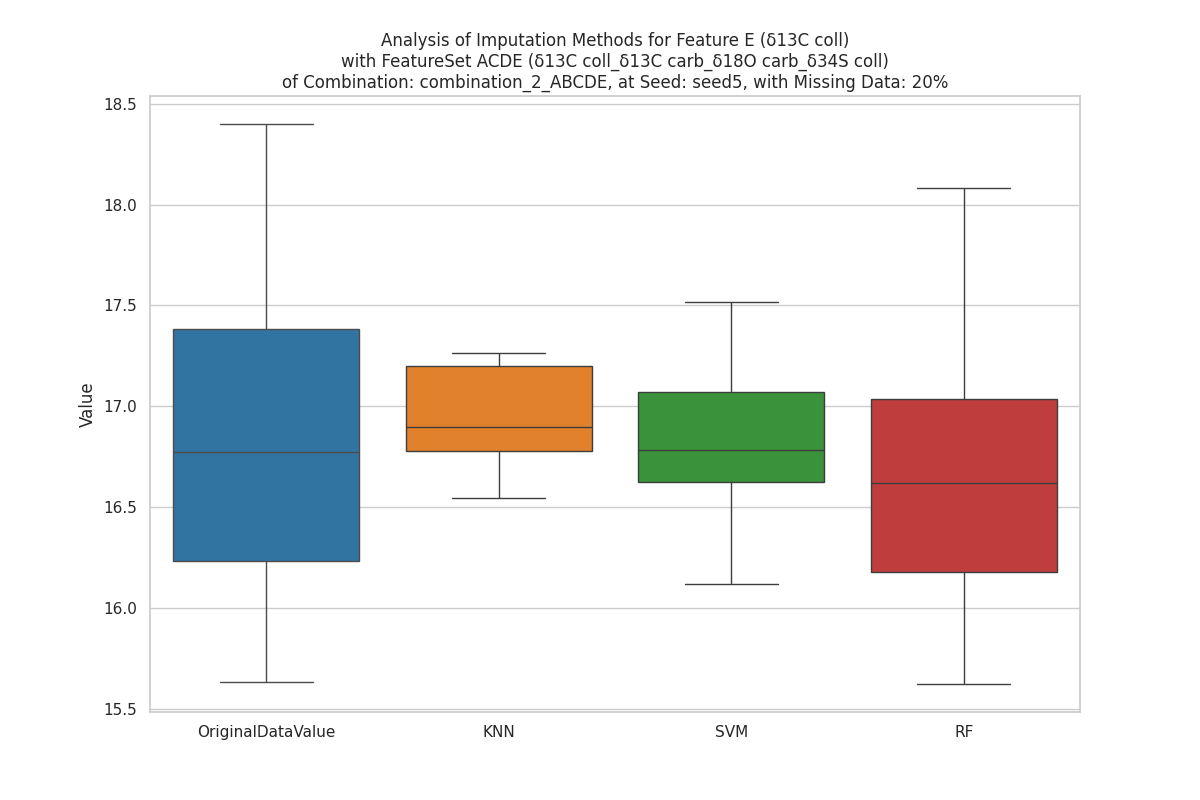 Analysis of Imputation Methods for Feature E (δ13C coll)
with FeatureSet ACDE (δ13C coll_δ13C carb_δ18O carb_δ34S coll)
of Combination: combination_2_ABCDE, at Seed: seed5, with Missing Data: 20%
18.5
18.0
17.5
17.0
16.5
16.0
15.5
Value
OriginalDataValue
KNN
SVM
RF